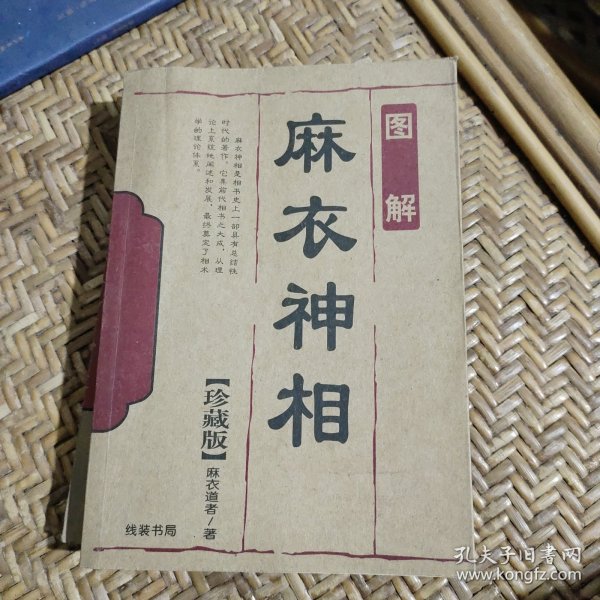 图解
麻衣神相
麻衣神相是相书史上一部具有总结性
时代的著作。它集前代相书之大成，从理
论上系统地阐述和发展，最终奠定了相术
学的理论体系。
【珍藏版】
麻衣道者/著
线装书局
孔夫子旧书网
www.kongfz.com